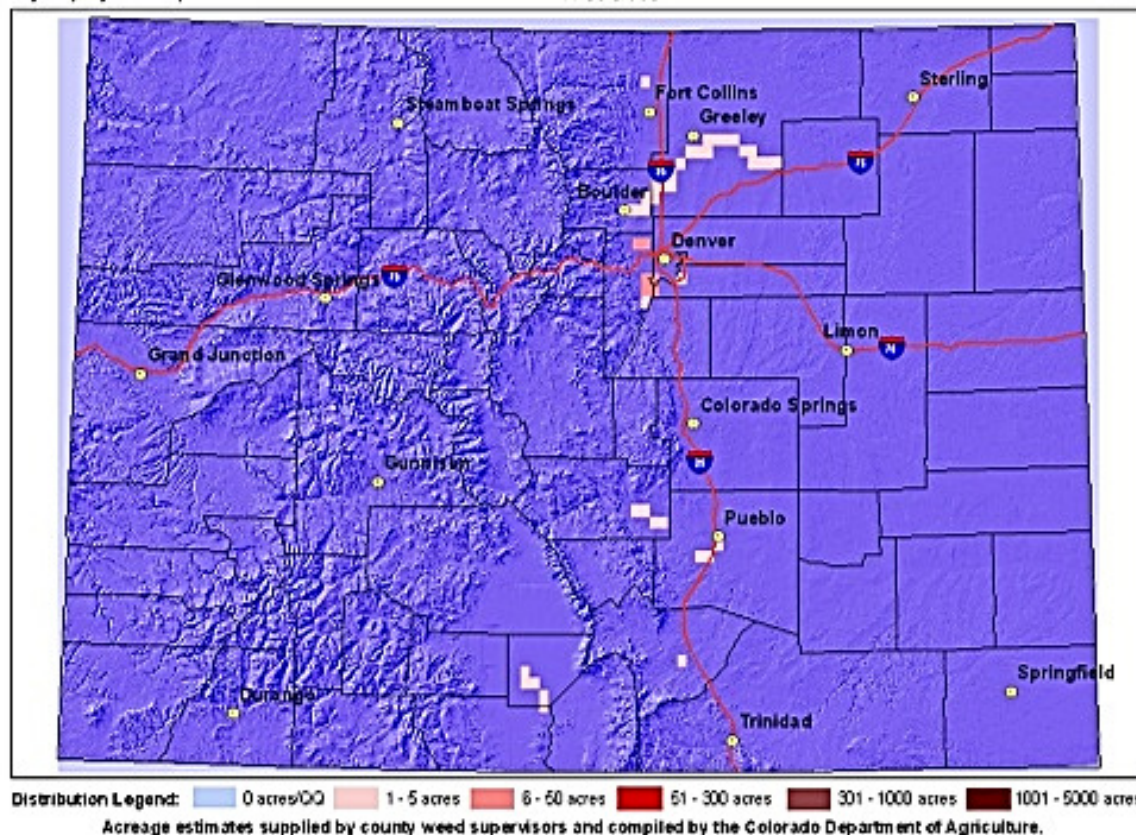 Fort Collins
Sterling
Steamboat Springs
Greeley
Boulder
Denver
Glenwood Springs
Grand Junction
Limon
Colorado Springs
Gunnison
Pueblo
Durango
Springfield
Trinidad
Distribution Legend: 0 acres/QQ 1 - 5 acres 6 - 50 acres 51 - 300 acres 301 - 1000 acres 1001 - 5000 acres
Acreage estimates supplied by county weed supervisors and compiled by the Colorado Department of Agriculture.